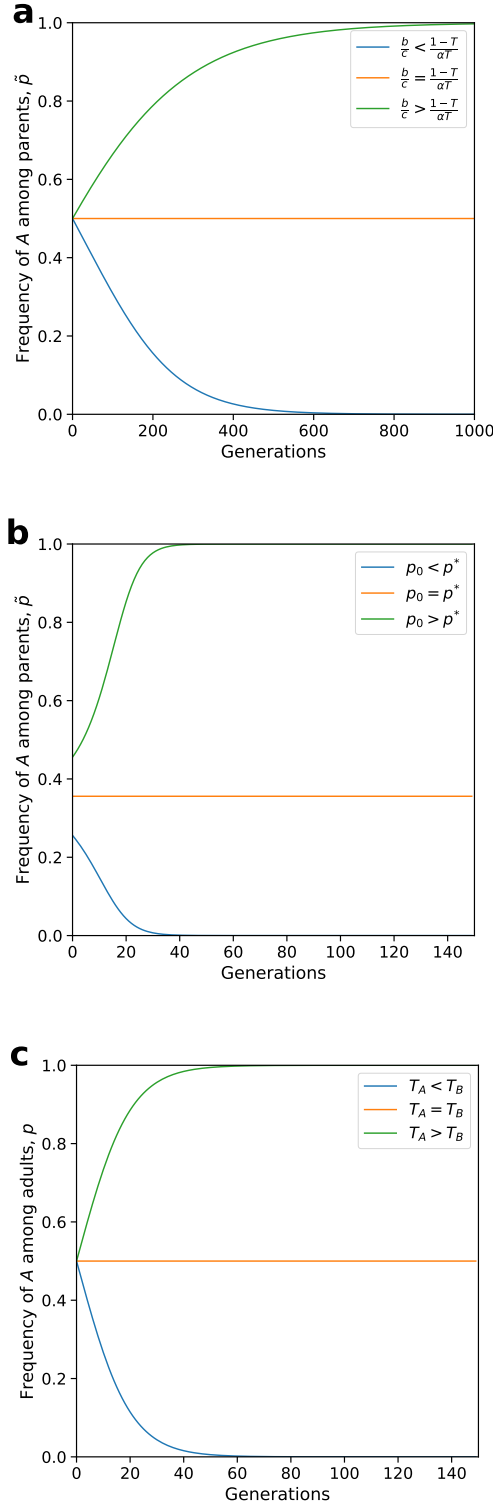 a
Frequency of A among parents, p̃
1.0
0.8
0.6
0.4
0.2
0.0
b/c < 1−T/αT
b/c = 1−T/αT
b/c > 1−T/αT
0 200 400 600 800 1000
Generations
b
Frequency of A among parents, p̃
1.0
0.8
0.6
0.4
0.2
0.0
p₀ < p*
p₀ = p*
p₀ > p*
0 20 40 60 80 100 120 140
Generations
c
Frequency of A among adults, p
1.0
0.8
0.6
0.4
0.2
0.0
T_A < T_B
T_A = T_B
T_A > T_B
0 20 40 60 80 100 120 140
Generations